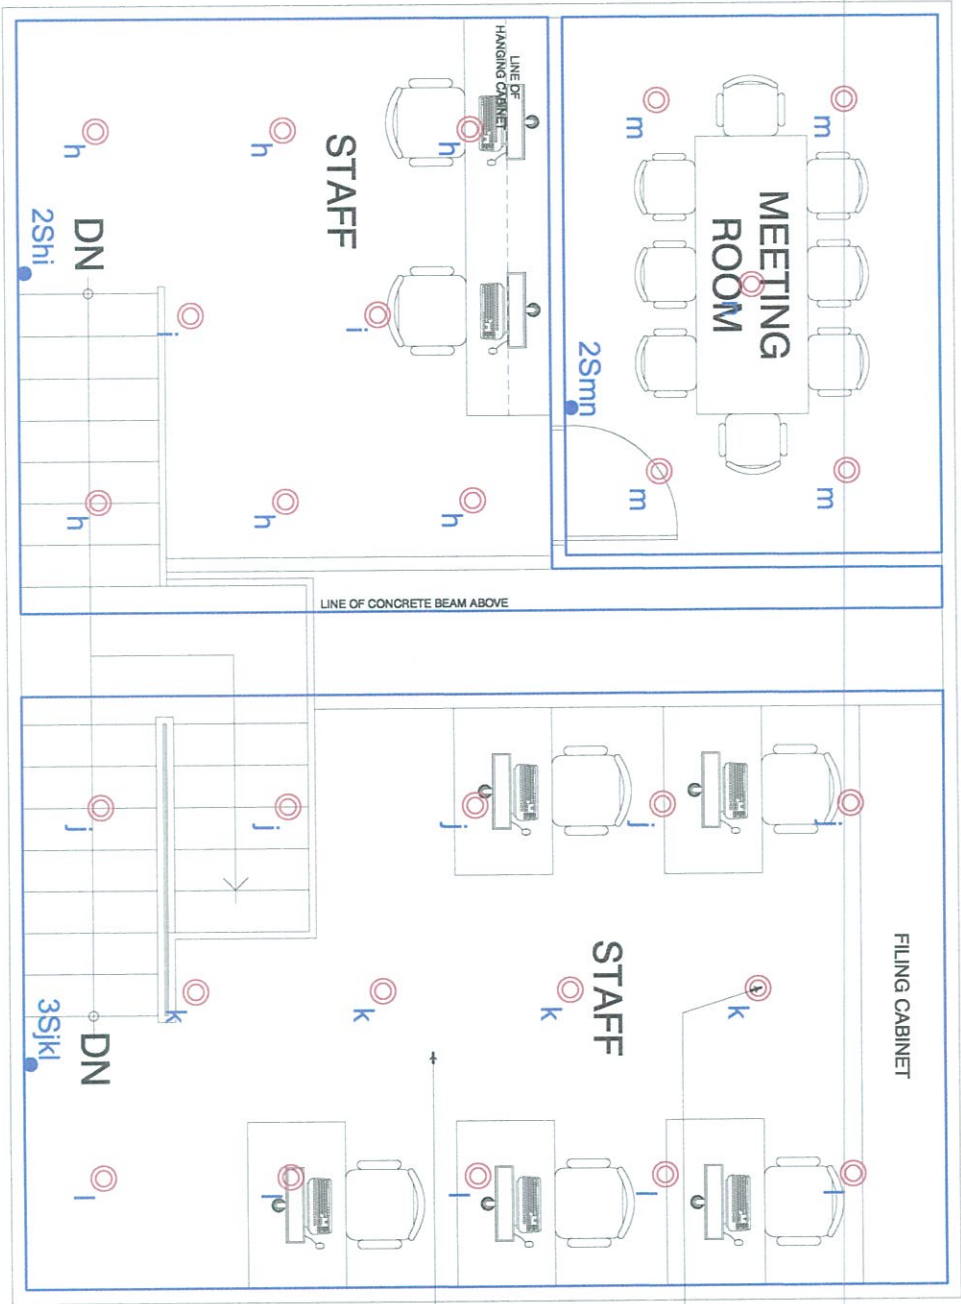 m
m
MEETING
ROOM
m
m
2Smn
LINE OF
HANGING CABINET
h
h
i
STAFF
h
h
i
DN
h
h
2Shi
LINE OF CONCRETE BEAM ABOVE
FILING CABINET
j
l
k
j
l
STAFF
k
j
l
k
j
l
k
DN
j
l
3Sjkl